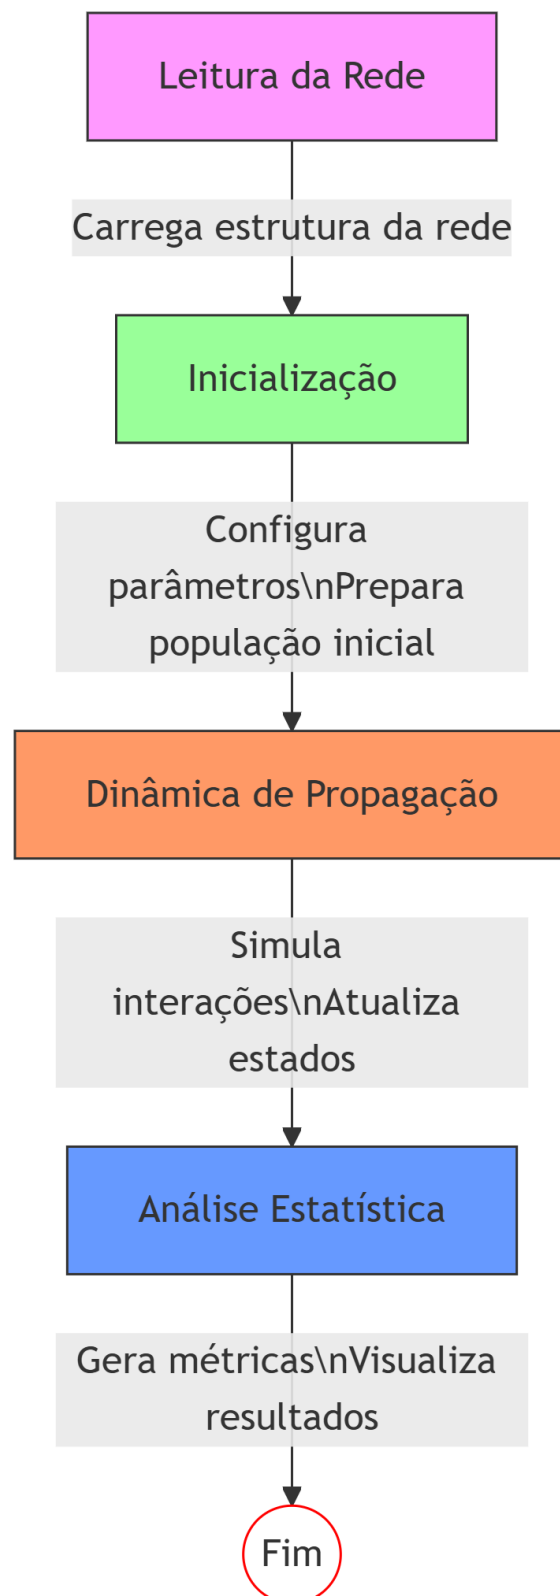 Leitura da Rede
Carrega estrutura da rede
Inicialização
Configura
parâmetros\nPrepara
população inicial
Dinâmica de Propagação
Simula
interações\nAtualiza
estados
Análise Estatística
Gera métricas\nVisualiza
resultados
Fim